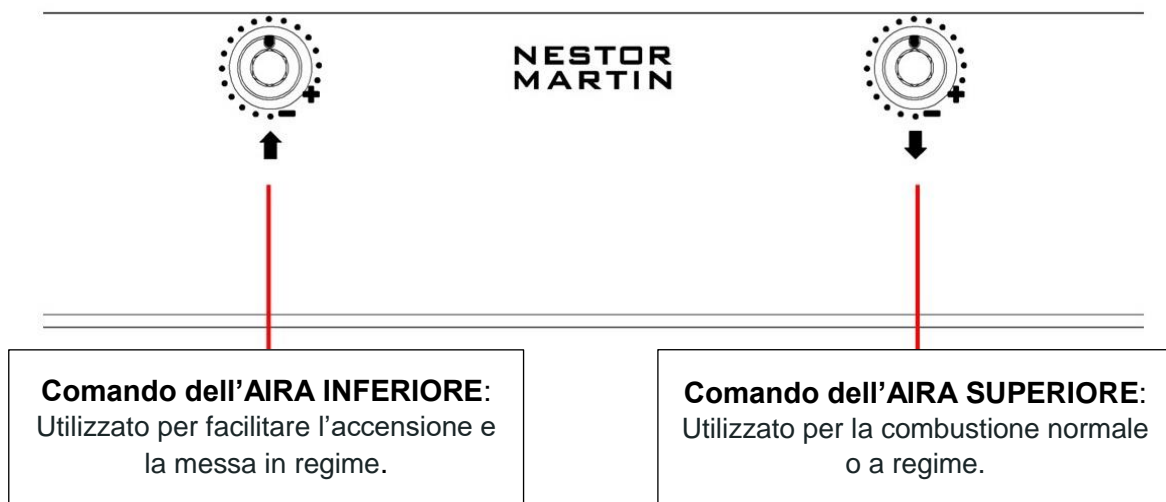 NESTOR
MARTIN
Comando dell’AIRA INFERIORE:
Utilizzato per facilitare l’accensione e
la messa in regime.
Comando dell’AIRA SUPERIORE:
Utilizzato per la combustione normale
o a regime.